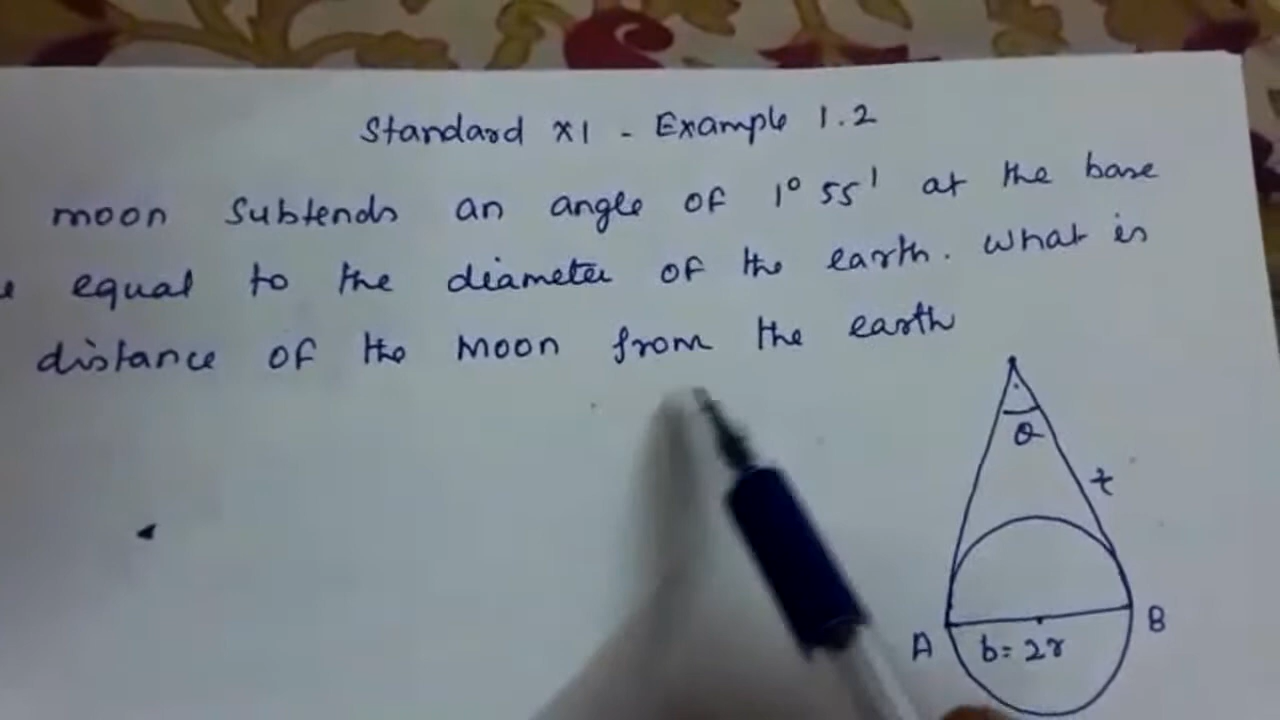 Standard XI - Example 1.2
moon subtends an angle of 1° 55' at the base
equal to the diameter of the earth. What is
distance of the moon from the earth
θ
A b = 2r B